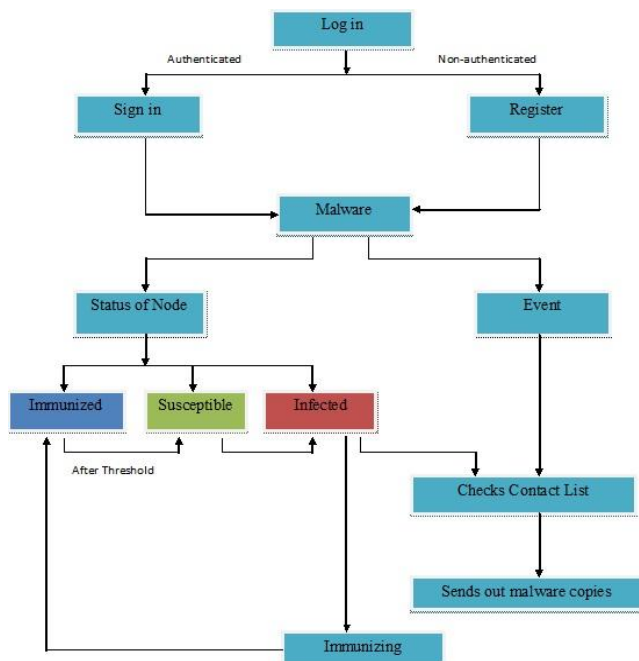 Log in
Authenticated
Non-authenticated
Sign in
Register
Malware
Status of Node
Event
Immunized
Susceptible
Infected
After Threshold
Checks Contact List
Sends out malware copies
Immunizing